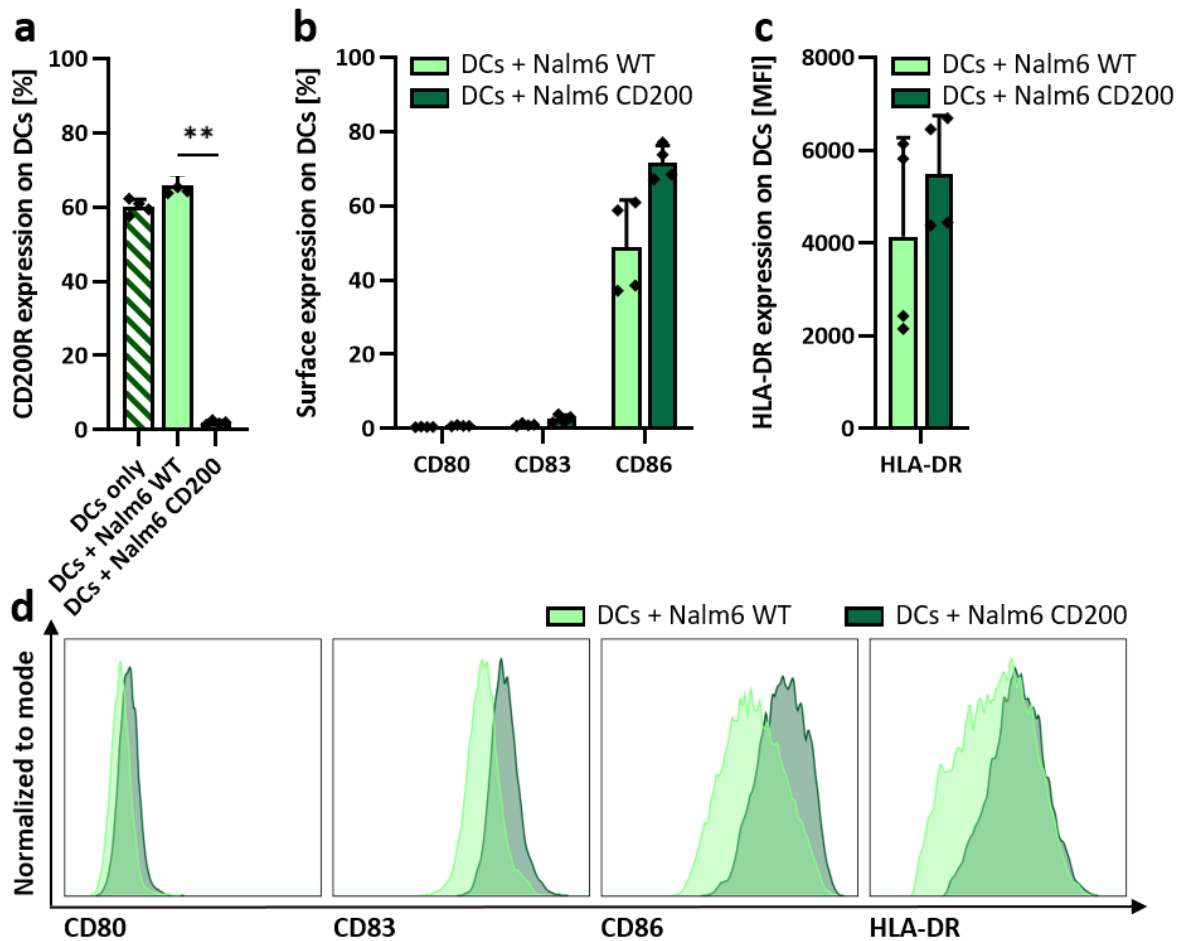 a
CD200R expression on DCs [%]
100
80
60
40
20
0
**
DCs only
DCs + Nalm6 WT
DCs + Nalm6 CD200
b
Surface expression on DCs [%]
100
80
60
40
20
0
DCs + Nalm6 WT
DCs + Nalm6 CD200
CD80
CD83
CD86
c
HLA-DR expression on DCs [MFI]
8000
6000
4000
2000
0
DCs + Nalm6 WT
DCs + Nalm6 CD200
HLA-DR
d
DCs + Nalm6 WT
DCs + Nalm6 CD200
Normalized to mode
CD80
CD83
CD86
HLA-DR